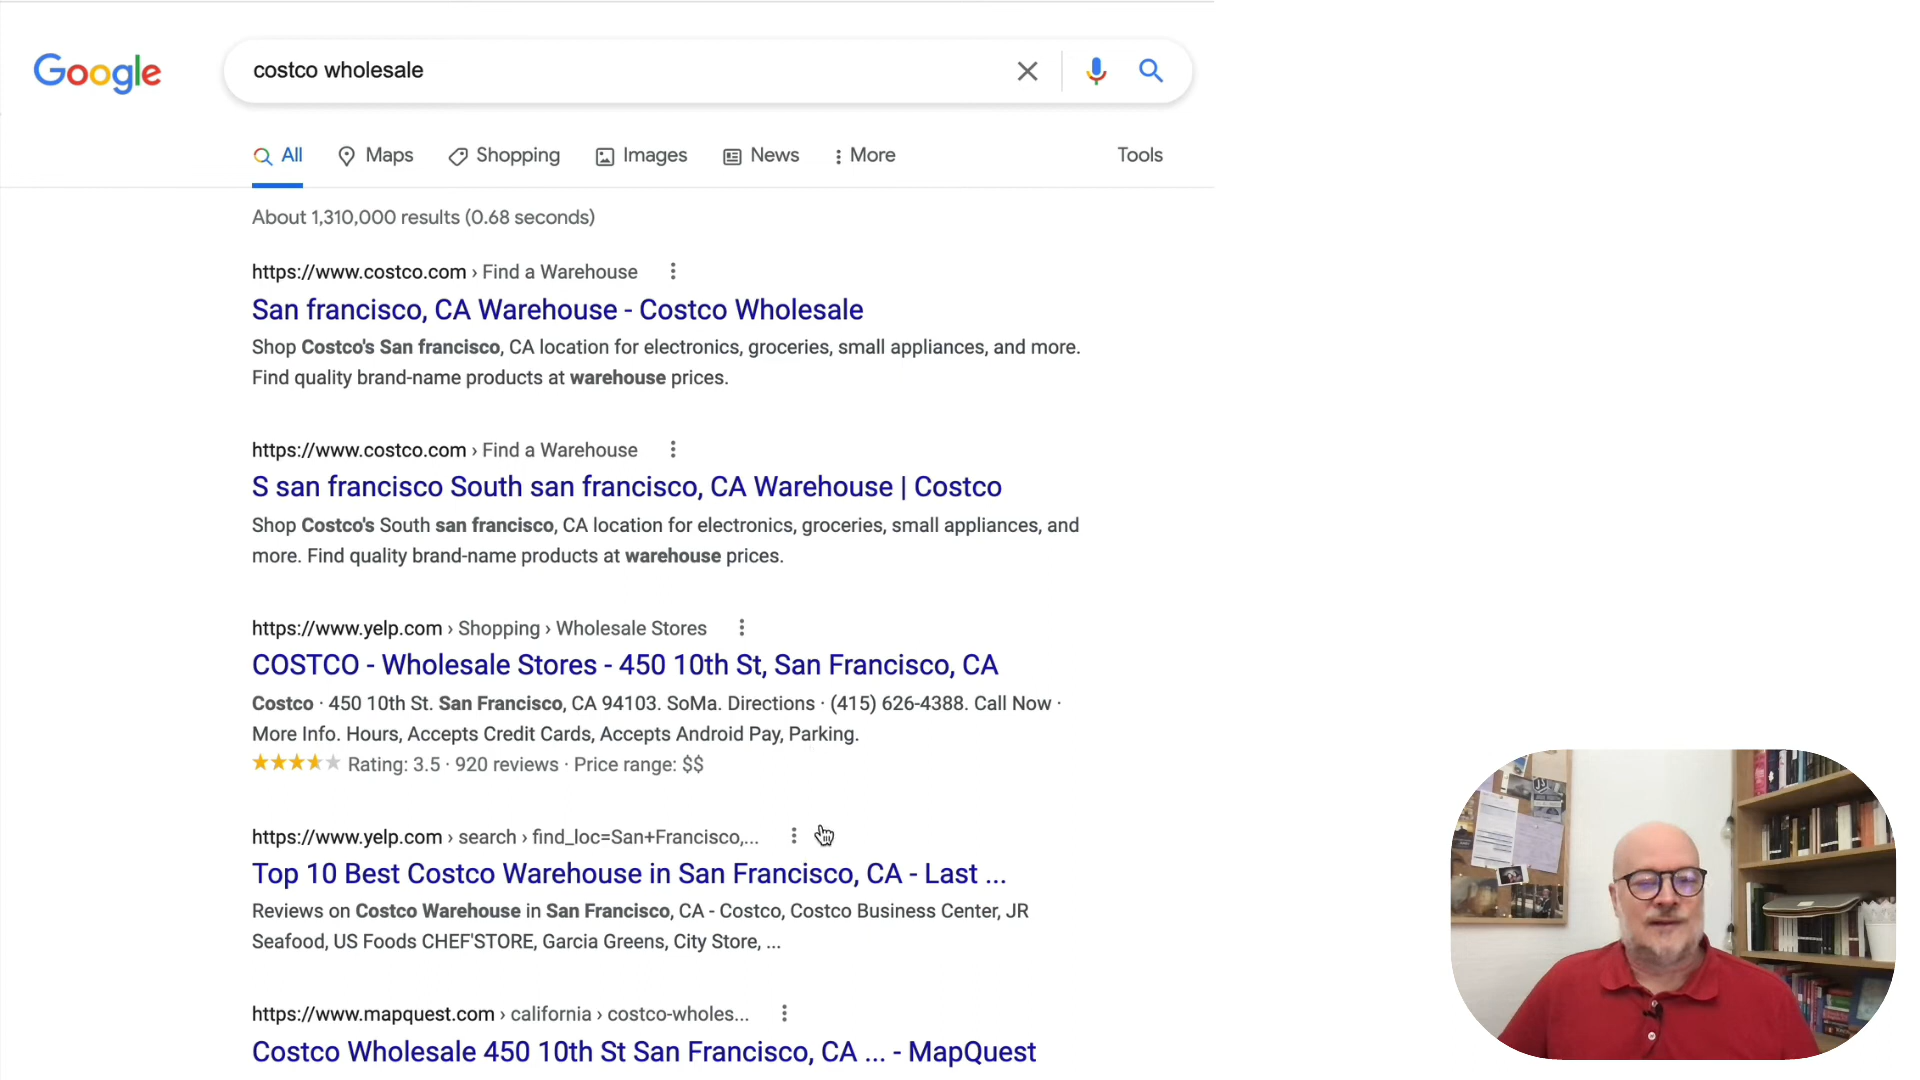 Google
costco wholesale
All Maps Shopping Images News More Tools
About 1,310,000 results (0.68 seconds)
https://www.costco.com › Find a Warehouse
San francisco, CA Warehouse - Costco Wholesale
Shop Costco's San francisco, CA location for electronics, groceries, small appliances, and more.
Find quality brand-name products at warehouse prices.
https://www.costco.com › Find a Warehouse
S san francisco South san francisco, CA Warehouse | Costco
Shop Costco's South san francisco, CA location for electronics, groceries, small appliances, and
more. Find quality brand-name products at warehouse prices.
https://www.yelp.com › Shopping › Wholesale Stores
COSTCO - Wholesale Stores - 450 10th St, San Francisco, CA
Costco · 450 10th St. San Francisco, CA 94103. SoMa. Directions · (415) 626-4388. Call Now ·
More Info. Hours, Accepts Credit Cards, Accepts Android Pay, Parking.
Rating: 3.5 · 920 reviews · Price range: $$
https://www.yelp.com › search › find_loc=San+Francisco,...
Top 10 Best Costco Warehouse in San Francisco, CA - Last ...
Reviews on Costco Warehouse in San Francisco, CA - Costco, Costco Business Center, JR
Seafood, US Foods CHEF'STORE, Garcia Greens, City Store, ...
https://www.mapquest.com › california › costco-wholes...
Costco Wholesale 450 10th St San Francisco, CA ... - MapQuest